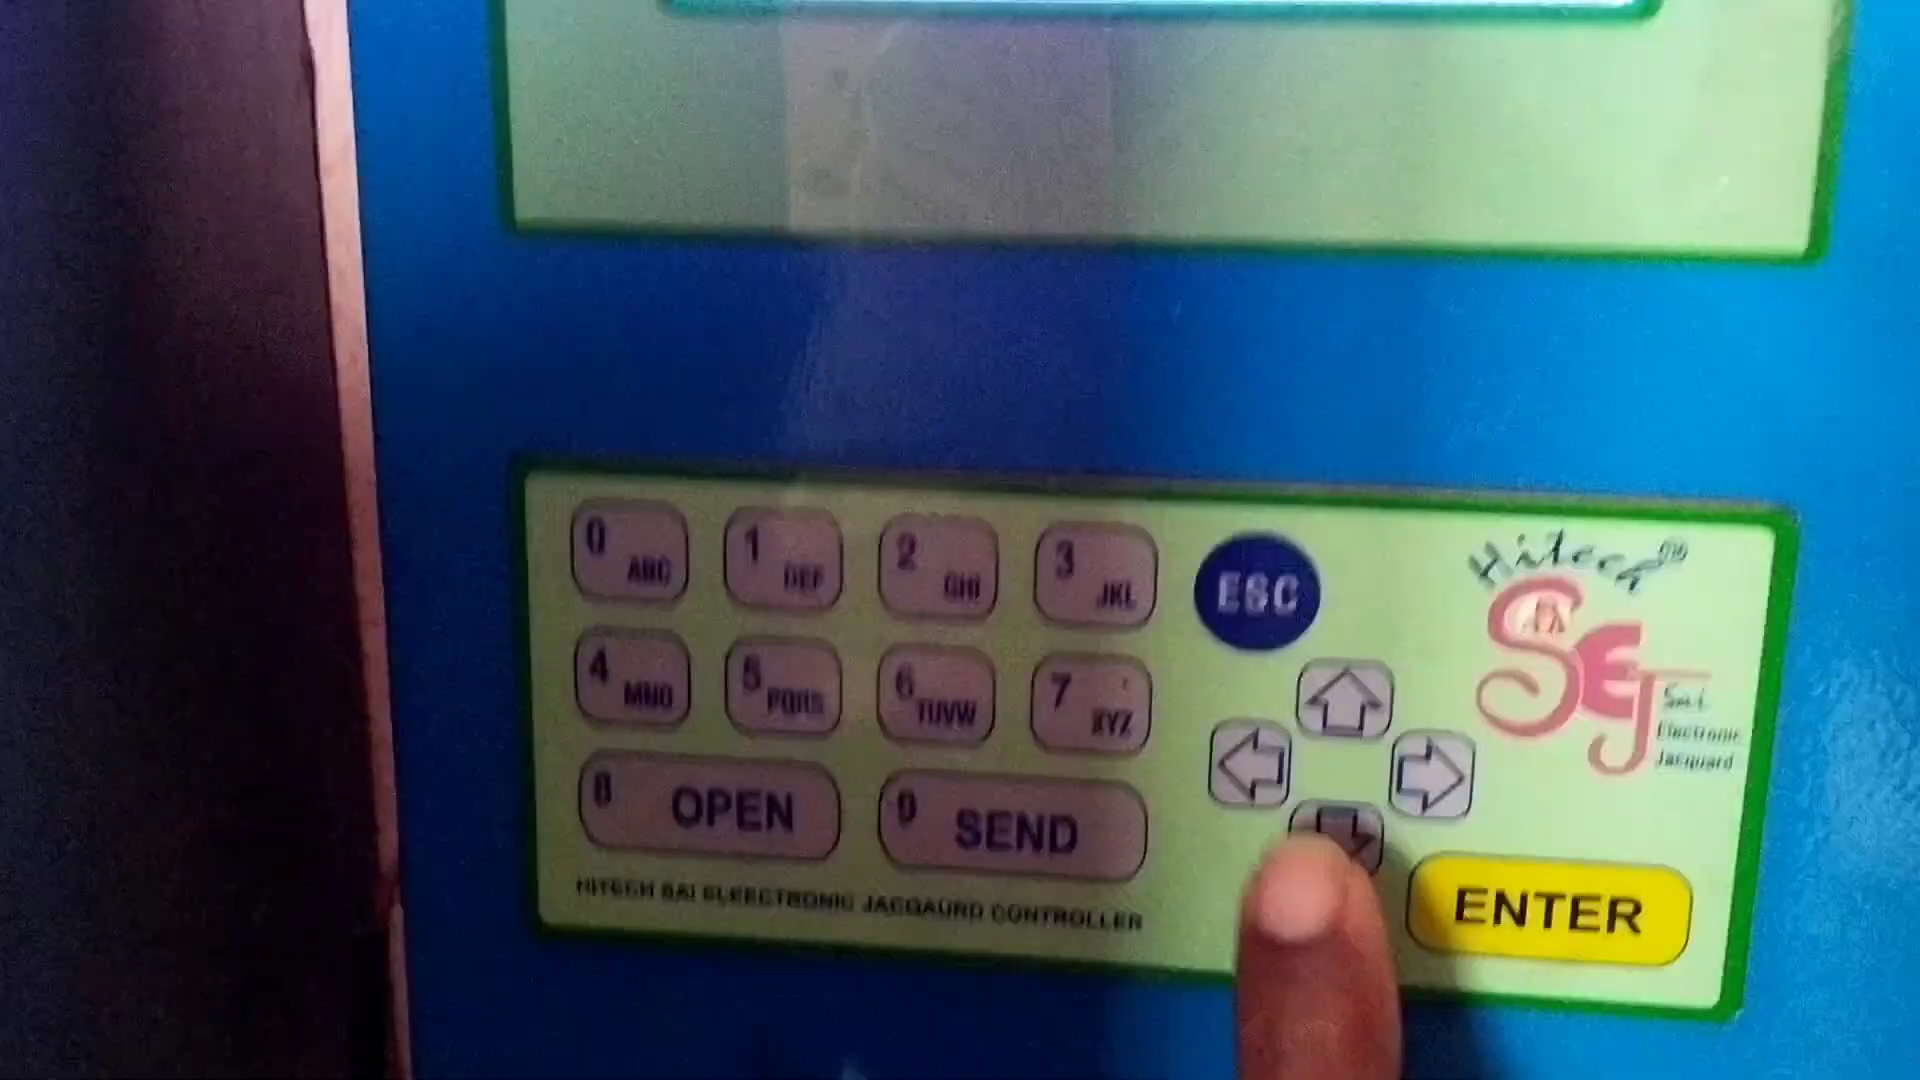 0 ABC 1 DEF 2 GHI 3 JKL ESC
4 MNO 5 PQRS 6 TUVW 7 XYZ
8 OPEN 9 SEND
ENTER
HITECH SAI ELEECTRONIC JACQAURD CONTROLLER
Hitech
SEJ
Sai
Electronic
Jacquard